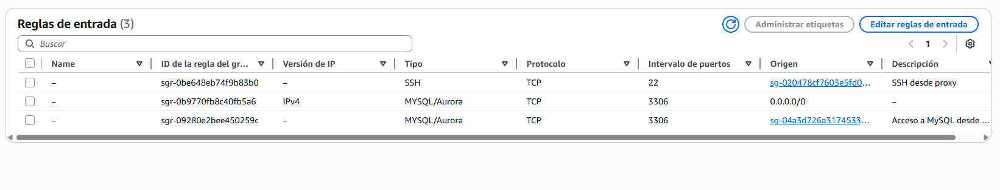 Reglas de entrada (3)
Administrar etiquetas
Editar reglas de entrada
Buscar
1
Name ID de la regla del gr... Versión de IP Tipo Protocolo Intervalo de puertos Origen Descripción
– sgr-0be648eb74f9b83b0 – SSH TCP 22 sg-020478cf7603e5fd0... SSH desde proxy
– sgr-0b9770fb8c40fb5a6 IPv4 MYSQL/Aurora TCP 3306 0.0.0.0/0 –
– sgr-09280e2bee450259c – MYSQL/Aurora TCP 3306 sg-04a3d726a3174533... Acceso a MySQL desde ...